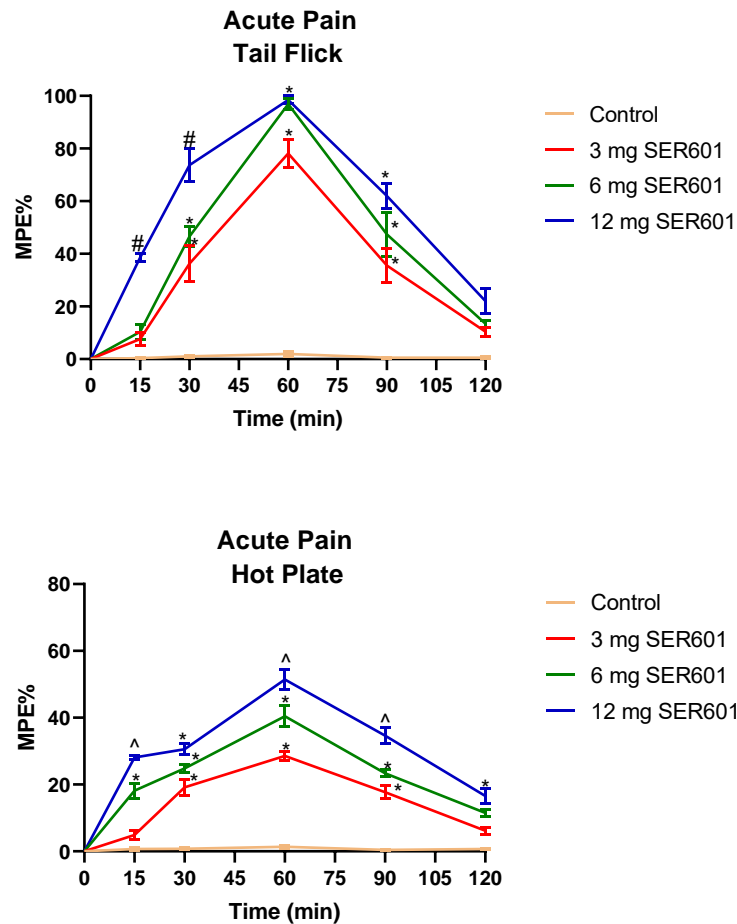 Acute Pain
Tail Flick
MPE%
100
80
60
40
20
0
#
#
*
*
*
*
*
*
*
0 15 30 45 60 75 90 105 120
Time (min)
Control
3 mg SER601
6 mg SER601
12 mg SER601
Acute Pain
Hot Plate
MPE%
80
60
40
20
0
^
*
*
*
*
^
*
*
^
*
*
*
0 15 30 45 60 75 90 105 120
Time (min)
Control
3 mg SER601
6 mg SER601
12 mg SER601